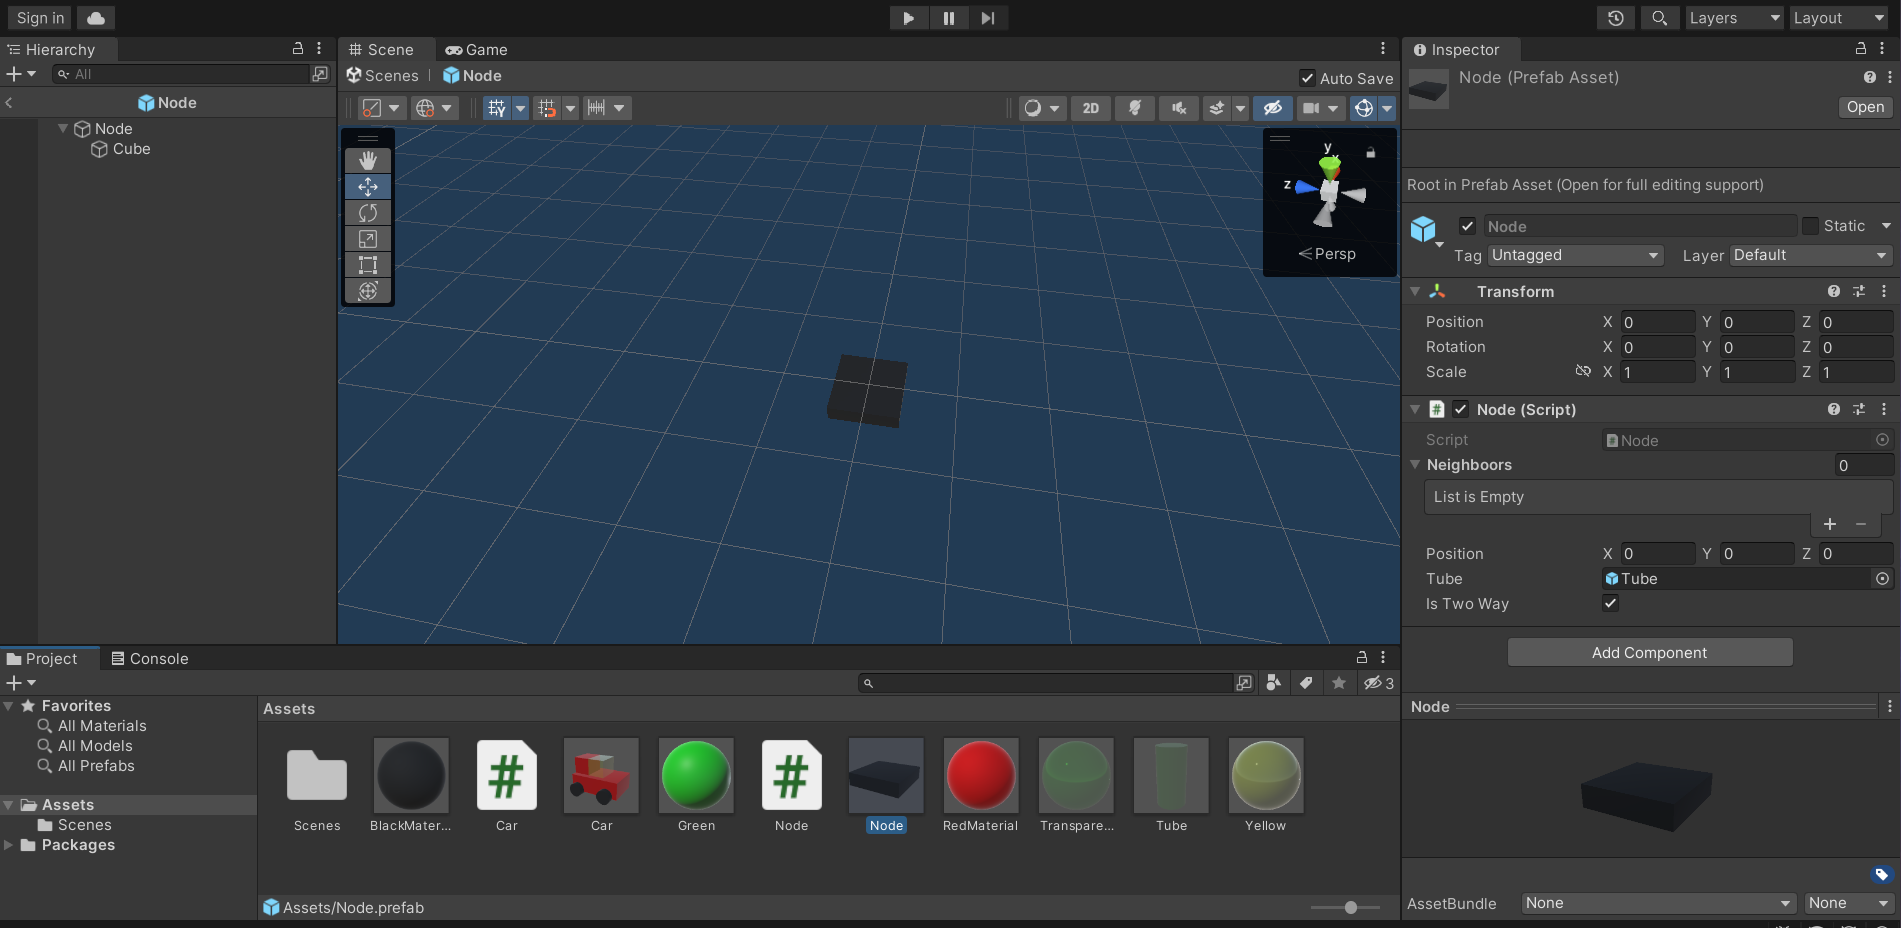 Sign in
Layers
Layout
Hierarchy
All
Node
Node
Cube
Scene
Game
Scenes
Node
Auto Save
2D
y
x
z
Persp
Inspector
Node (Prefab Asset)
Open
Root in Prefab Asset (Open for full editing support)
Node
Static
Tag
Untagged
Layer
Default
Transform
Position X 0 Y 0 Z 0
Rotation X 0 Y 0 Z 0
Scale X 1 Y 1 Z 1
# Node (Script)
Script
Node
Neighboors 0
List is Empty
Position X 0 Y 0 Z 0
Tube
Tube
Is Two Way
Add Component
Project
Console
3
Favorites
All Materials
All Models
All Prefabs
Assets
Scenes
Packages
Assets
#
#
Scenes
BlackMater...
Car
Car
Green
Node
Node
RedMaterial
Transpare...
Tube
Yellow
Assets/Node.prefab
Node
AssetBundle
None
None